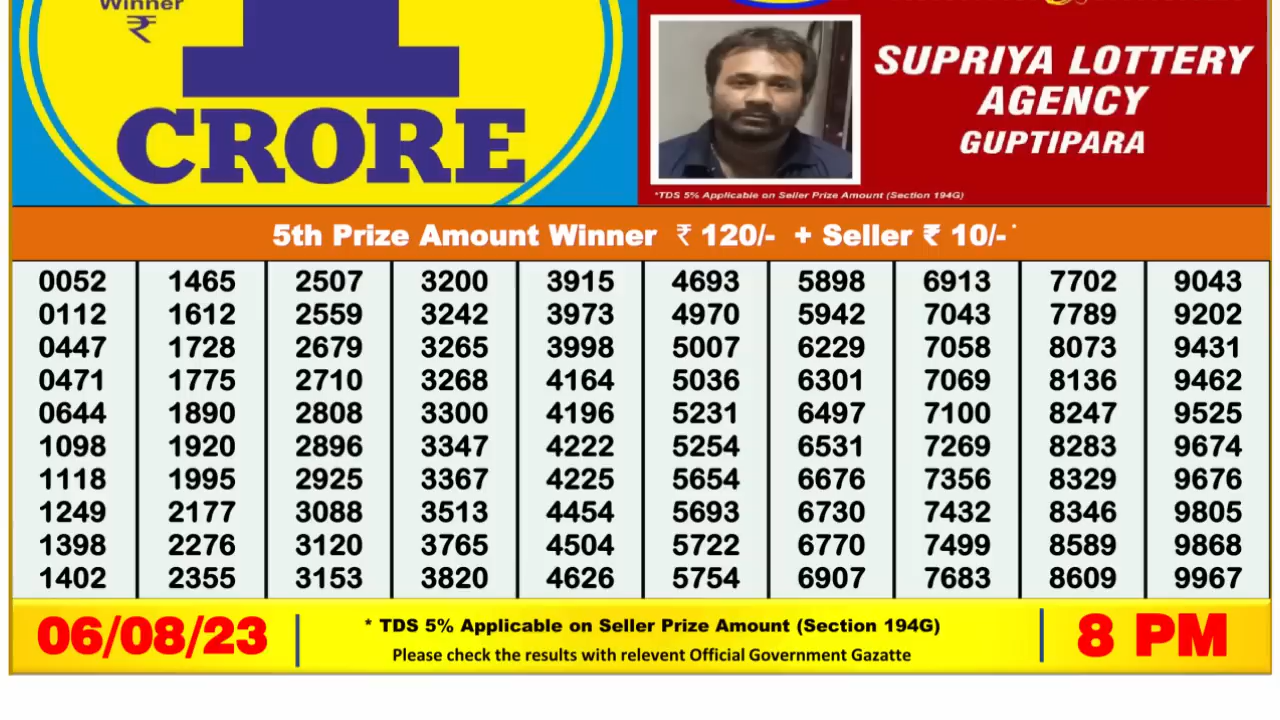 Winner
₹
1
CRORE
SUPRIYA LOTTERY
AGENCY
GUPTIPARA
*TDS 5% Applicable on Seller Prize Amount (Section 194G)
5th Prize Amount Winner ₹ 120/- + Seller ₹ 10/-*
0052 1465 2507 3200 3915 4693 5898 6913 7702 9043
0112 1612 2559 3242 3973 4970 5942 7043 7789 9202
0447 1728 2679 3265 3998 5007 6229 7058 8073 9431
0471 1775 2710 3268 4164 5036 6301 7069 8136 9462
0644 1890 2808 3300 4196 5231 6497 7100 8247 9525
1098 1920 2896 3347 4222 5254 6531 7269 8283 9674
1118 1995 2925 3367 4225 5654 6676 7356 8329 9676
1249 2177 3088 3513 4454 5693 6730 7432 8346 9805
1398 2276 3120 3765 4504 5722 6770 7499 8589 9868
1402 2355 3153 3820 4626 5754 6907 7683 8609 9967
06/08/23
* TDS 5% Applicable on Seller Prize Amount (Section 194G)
Please check the results with relevent Official Government Gazatte
8 PM